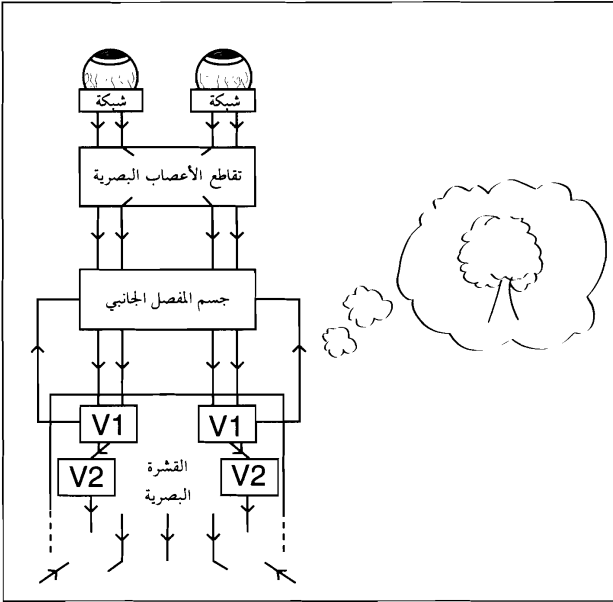 شبكة
شبكة
تقاطع الأعصاب البصرية
جسم المفصل الجانبي
V1
V1
V2
V2
القشرة
البصرية